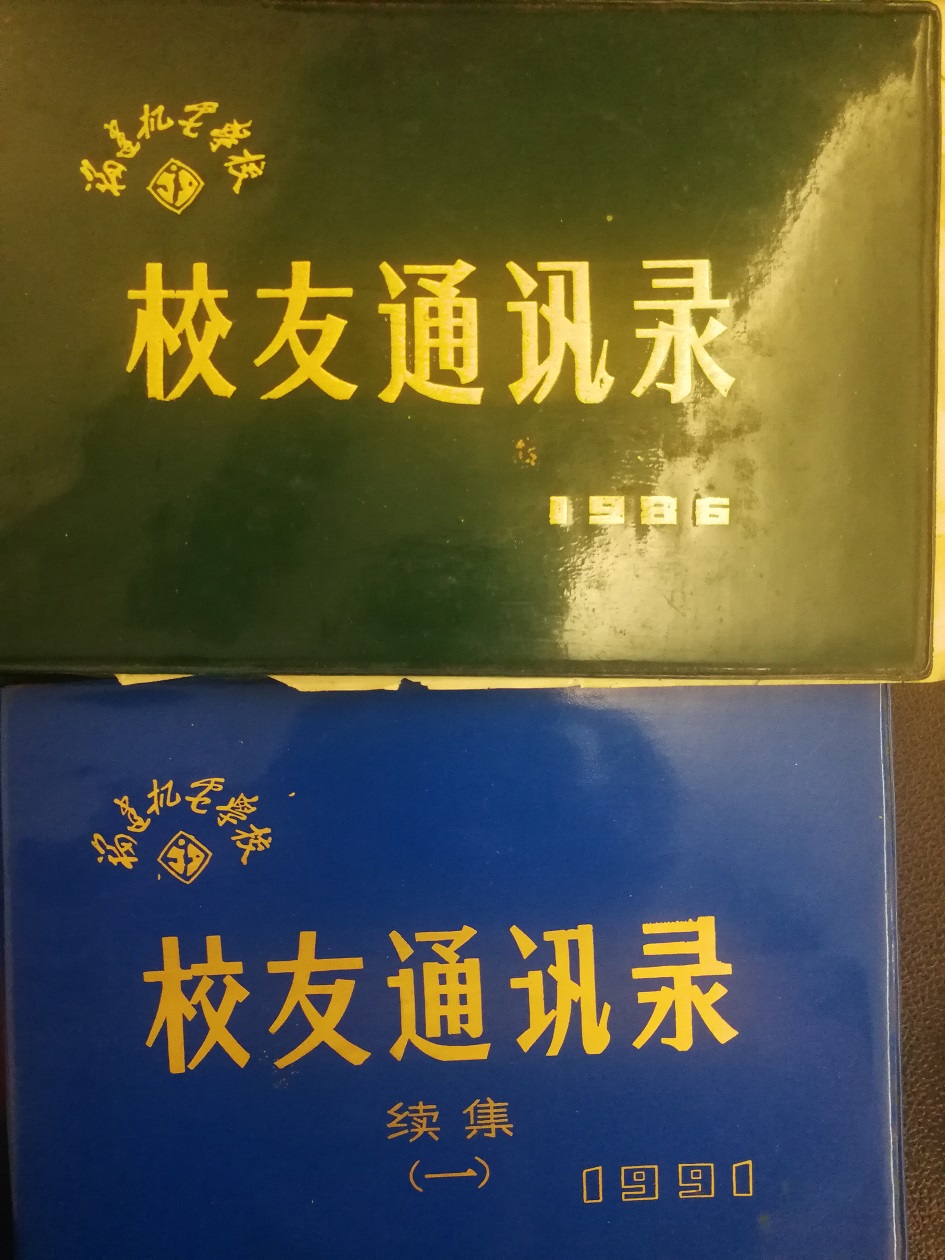 福建机电学校
校友通讯录
1986
福建机电学校
校友通讯录
续集
(一)
1991